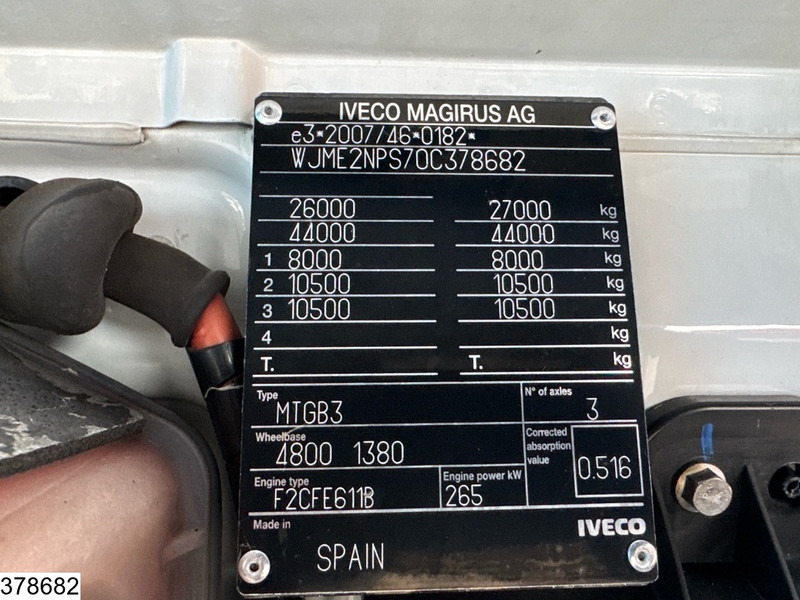 IVECO MAGIRUS AG
e3*2007/46*0182*
WJME2NPS70C378682
26000 27000 kg
44000 44000 kg
1 8000 8000 kg
2 10500 10500 kg
3 10500 10500 kg
4 kg
T. T. kg
Type MTGB3 N° of axles 3
Wheelbase 4800 1380 Corrected absorption value 0.516
Engine type F2CFE611B Engine power kW 265
Made in IVECO
SPAIN
378682